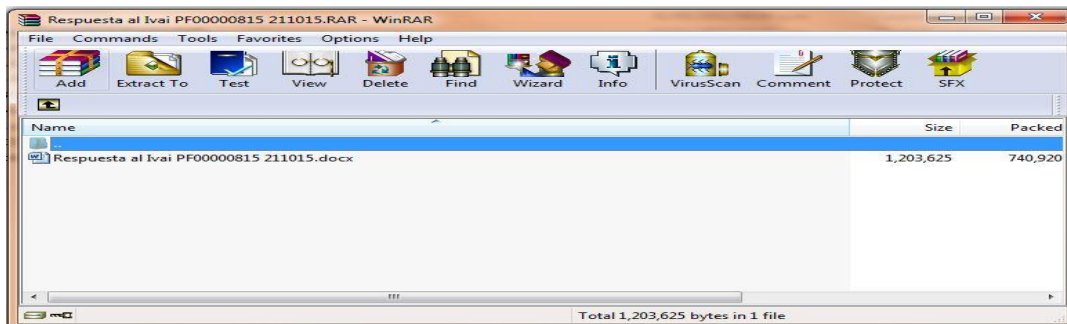 Respuesta al Ivai PF00000815 211015.RAR - WinRAR
File Commands Tools Favorites Options Help
Add Extract To Test View Delete Find Wizard Info VirusScan Comment Protect SFX
Name Size Packed
..
Respuesta al Ivai PF00000815 211015.docx 1,203,625 740,920
Total 1,203,625 bytes in 1 file